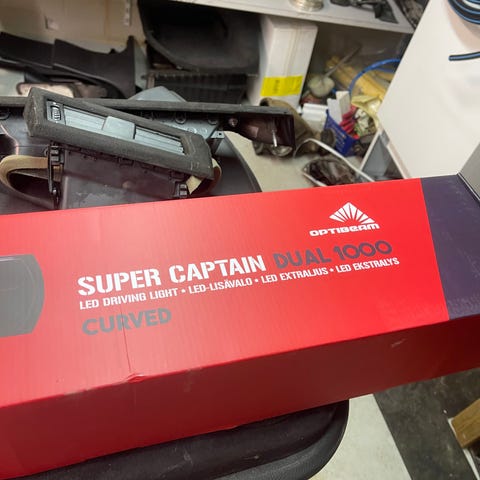 OPTIBEAM
SUPER CAPTAIN DUAL 1000
LED DRIVING LIGHT • LED-LISÄVALO • LED EXTRALJUS • LED EKSTRALYS
CURVED